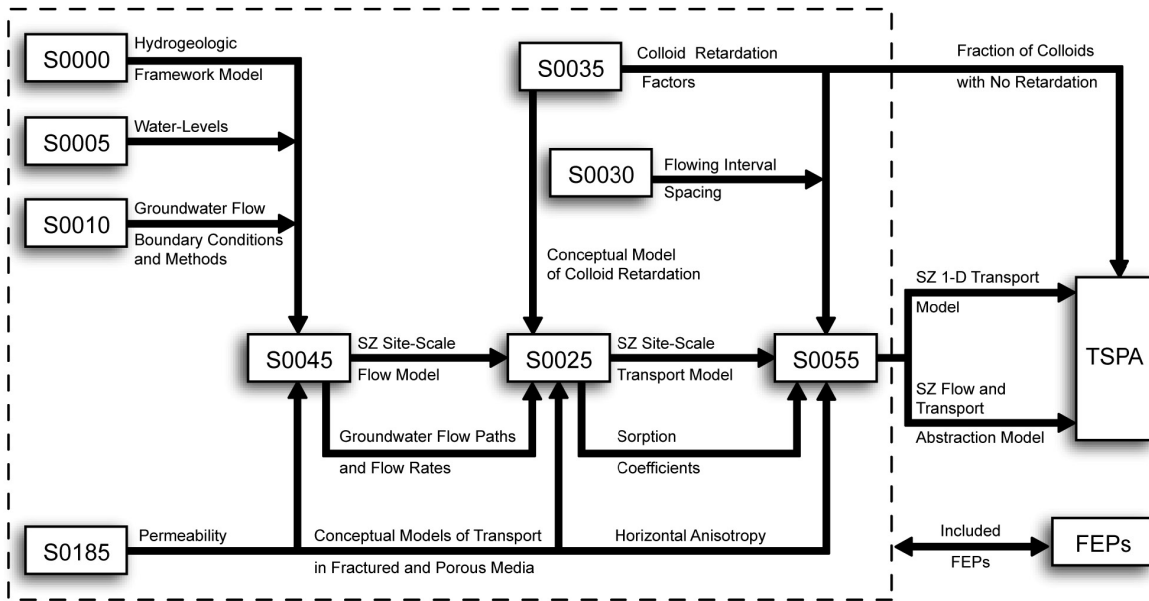 S0000
Hydrogeologic
Framework Model
S0035
Colloid Retardation
Factors
Fraction of Colloids
with No Retardation
S0005
Water-Levels
S0030
Flowing Interval
Spacing
S0010
Groundwater Flow
Boundary Conditions
and Methods
Conceptual Model
of Colloid Retardation
S0045
SZ Site-Scale
Flow Model
S0025
SZ Site-Scale
Transport Model
S0055
SZ 1-D Transport
Model
TSPA
SZ Flow and
Transport
Abstraction Model
Groundwater Flow Paths
and Flow Rates
Sorption
Coefficients
S0185
Permeability
Conceptual Models of Transport
in Fractured and Porous Media
Horizontal Anisotropy
Included
FEPs
FEPs